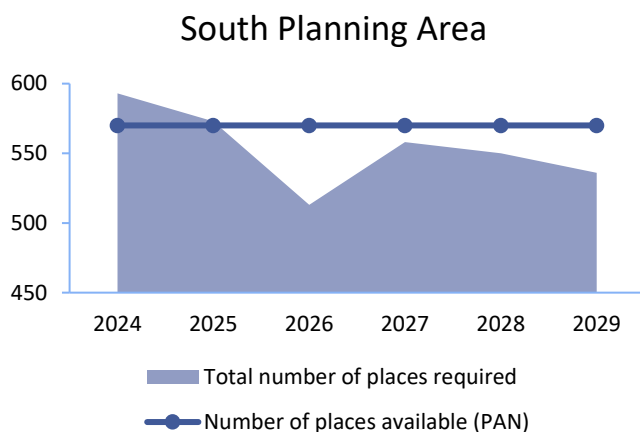 South Planning Area
600
550
500
450
2024 2025 2026 2027 2028 2029
Total number of places required
Number of places available (PAN)